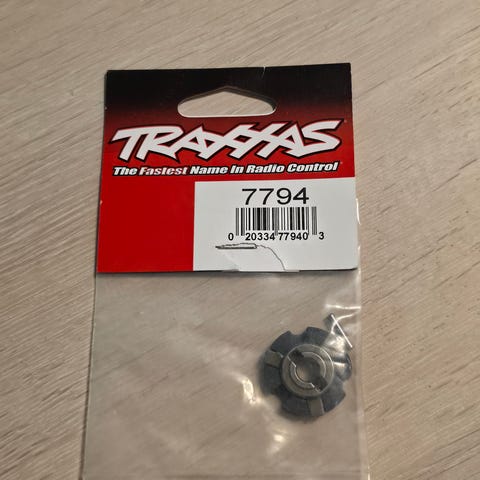 TRAXXAS
The Fastest Name In Radio Control
7794
0 20334 77940 3